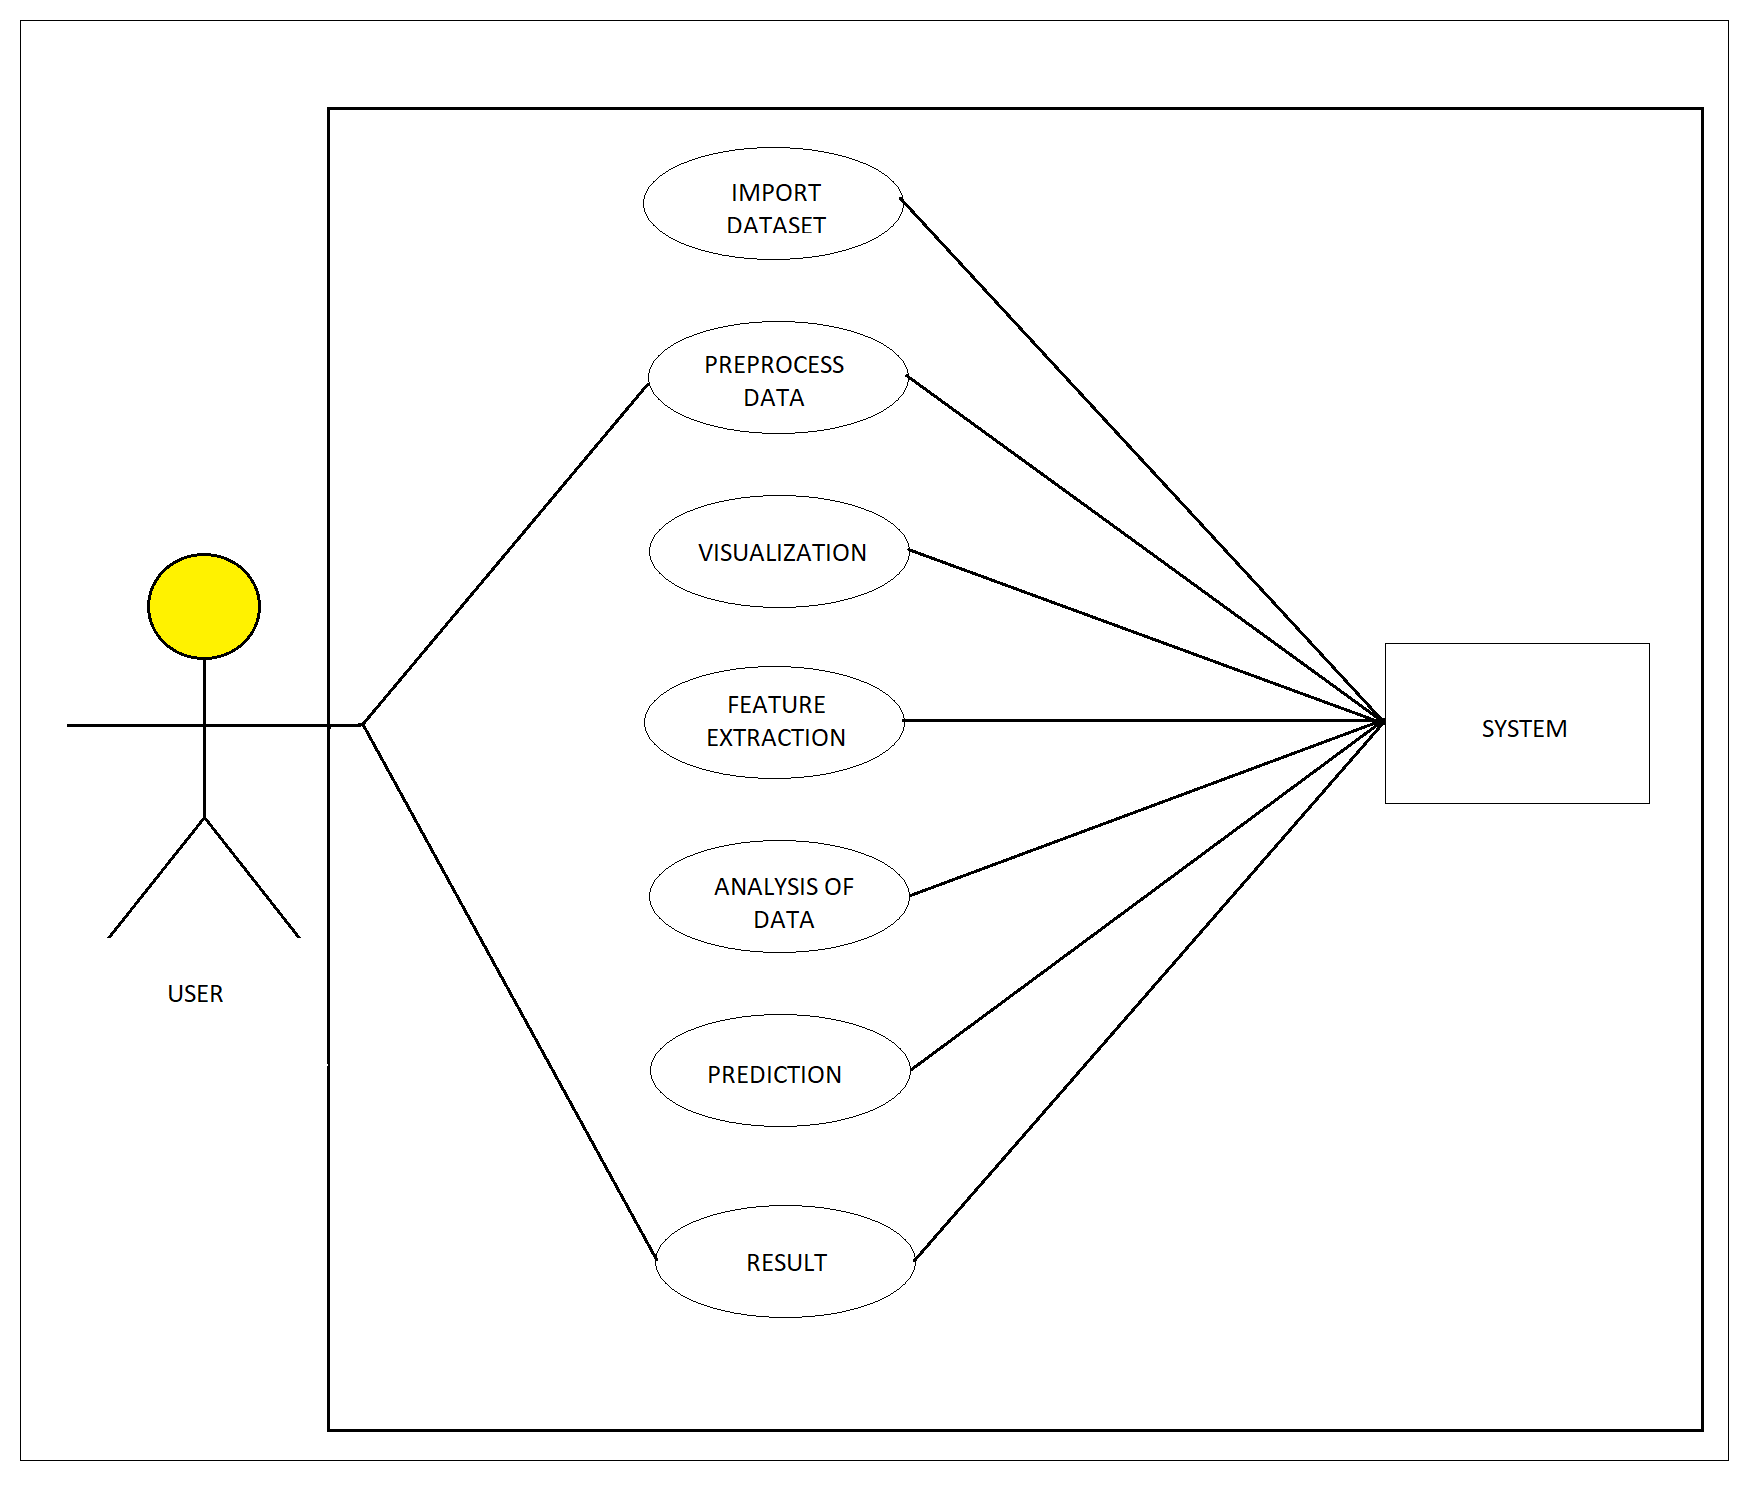 IMPORT
DATASET
PREPROCESS
DATA
VISUALIZATION
FEATURE
EXTRACTION
SYSTEM
ANALYSIS OF
DATA
USER
PREDICTION
RESULT